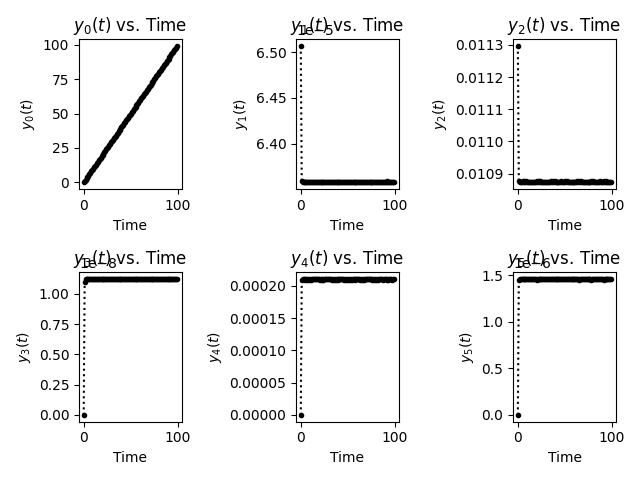 y₀(t) vs. Time
100
75
50
25
0
y₀(t)
0
100
Time
y₁(t) vs. Time
1e−5
6.50
6.45
6.40
y₁(t)
0
100
Time
y₂(t) vs. Time
0.0113
0.0112
0.0111
0.0110
0.0109
y₂(t)
0
100
Time
y₃(t) vs. Time
1e−8
1.00
0.75
0.50
0.25
0.00
y₃(t)
0
100
Time
y₄(t) vs. Time
0.00020
0.00015
0.00010
0.00005
0.00000
y₄(t)
0
100
Time
y₅(t) vs. Time
1e−6
1.5
1.0
0.5
0.0
y₅(t)
0
100
Time